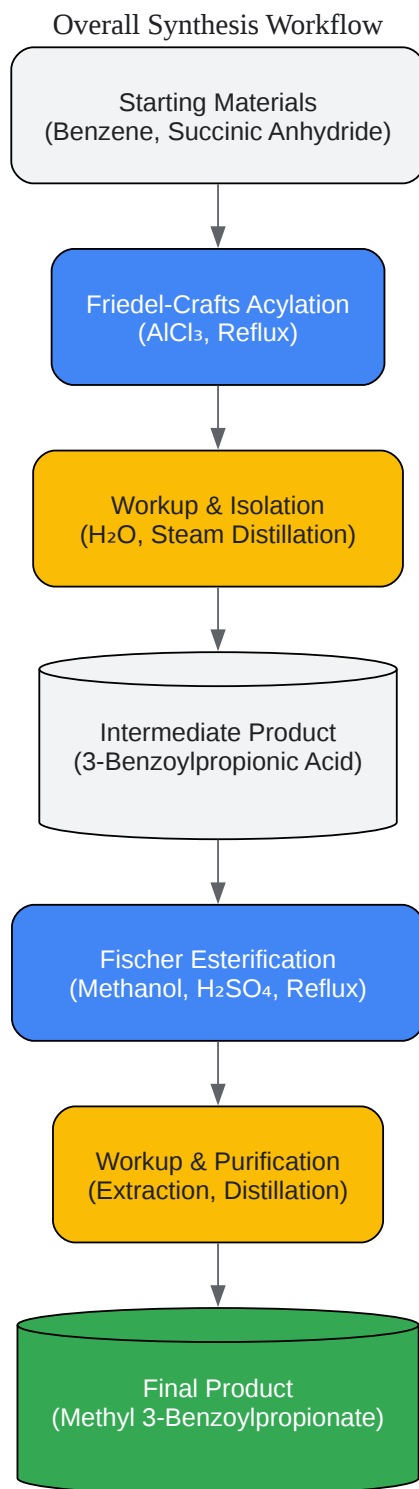 Overall Synthesis Workflow
Starting Materials
(Benzene, Succinic Anhydride)
Friedel-Crafts Acylation
(AlCl₃, Reflux)
Workup & Isolation
(H₂O, Steam Distillation)
Intermediate Product
(3-Benzoylpropionic Acid)
Fischer Esterification
(Methanol, H₂SO₄, Reflux)
Workup & Purification
(Extraction, Distillation)
Final Product
(Methyl 3-Benzoylpropionate)